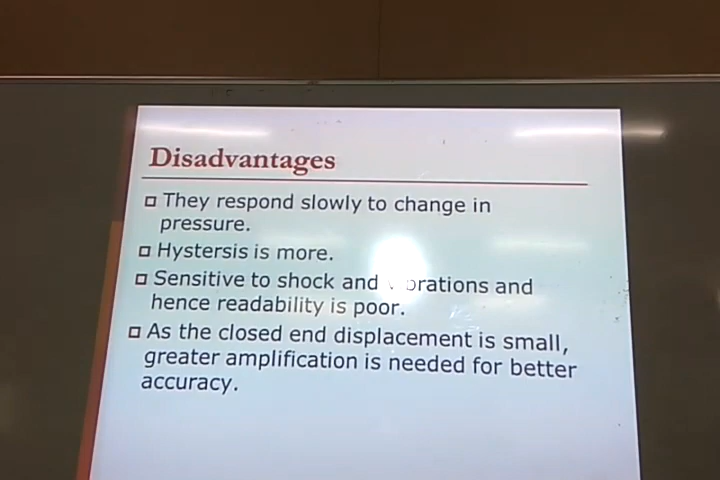 Disadvantages
They respond slowly to change in
pressure.
Hystersis is more.
Sensitive to shock and vibrations and
hence readability is poor.
As the closed end displacement is small,
greater amplification is needed for better
accuracy.